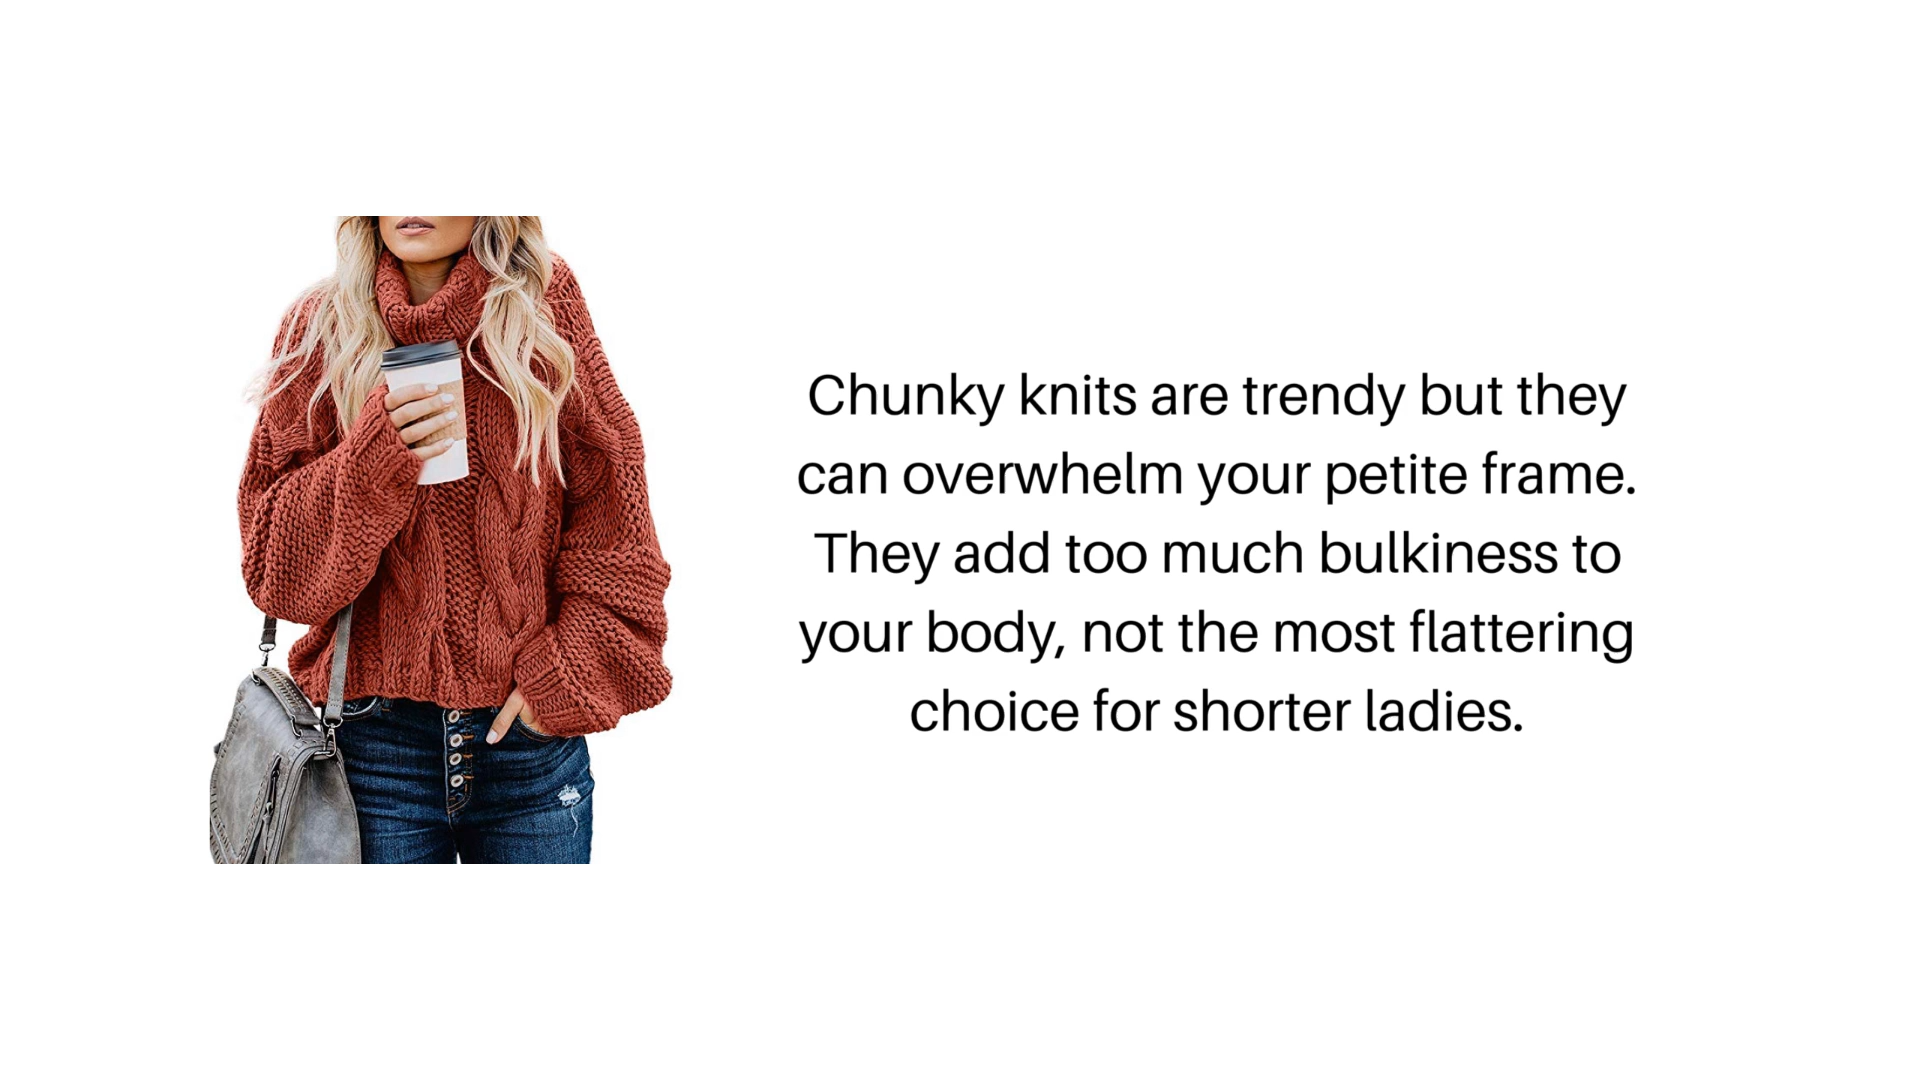 Chunky knits are trendy but they
can overwhelm your petite frame.
They add too much bulkiness to
your body, not the most flattering
choice for shorter ladies.